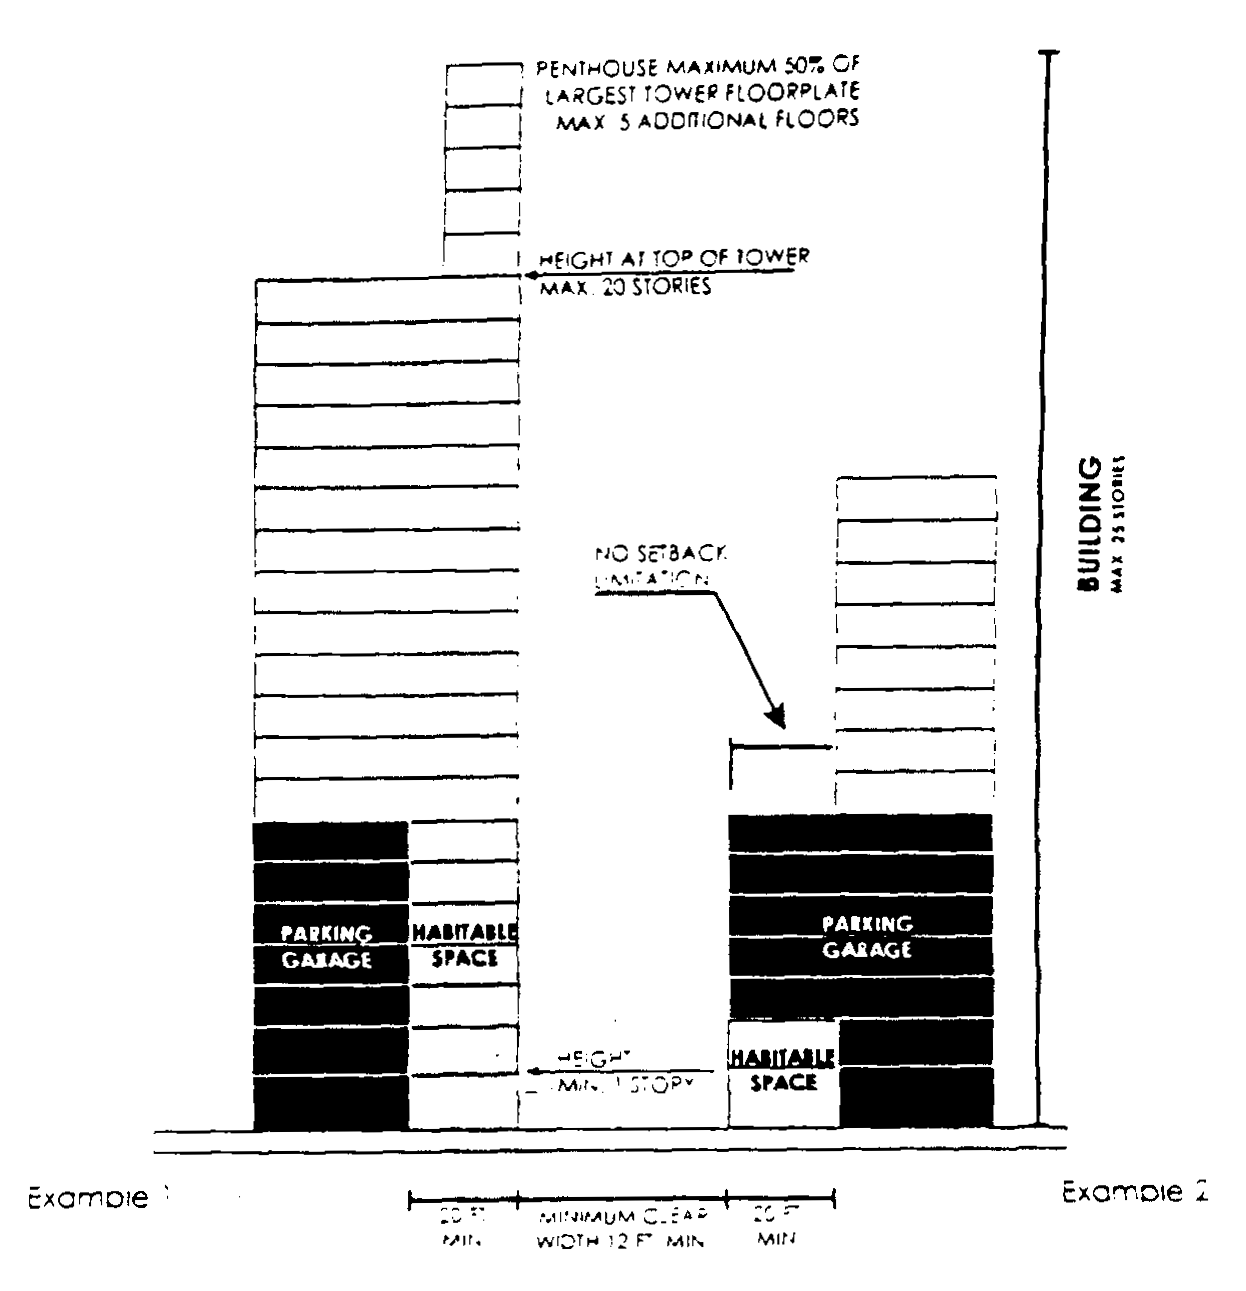 PENTHOUSE MAXIMUM 50% OF
LARGEST TOWER FLOORPLATE
MAX. 5 ADDITIONAL FLOORS
HEIGHT AT TOP OF TOWER
MAX. 20 STORIES
BUILDING
MAX 25 STORIES
NO SETBACK
LIMITATION
PARKING
GARAGE
HABITABLE
SPACE
PARKING
GARAGE
HEIGHT
MIN. 1 STORY
HABITABLE
SPACE
Example
Example 2
20 FT
MIN
MINIMUM CLEAR
WIDTH 12 FT MIN
20 FT
MIN